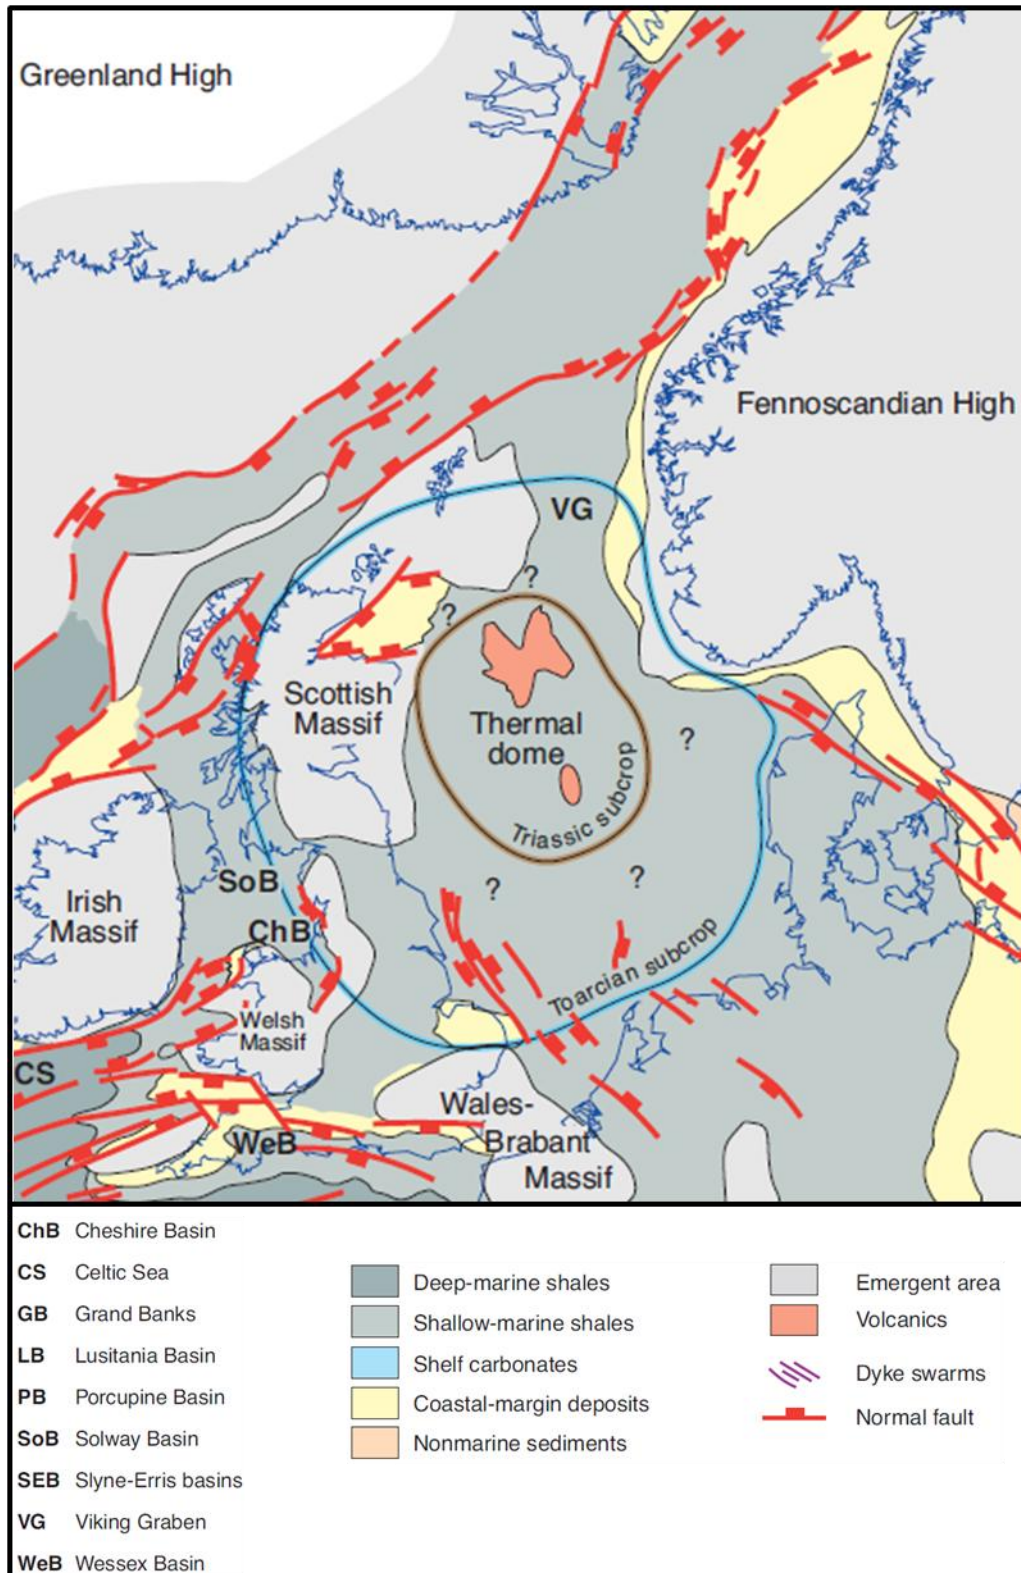 Greenland High
Fennoscandian High
VG
?
?
Scottish
Massif
Thermal
dome
?
Triassic subcrop
SoB
?
?
Irish
Massif
ChB
Toarcian subcrop
Welsh
Massif
CS
Wales-
Brabant
Massif
WeB
ChB Cheshire Basin
CS Celtic Sea
GB Grand Banks
LB Lusitania Basin
PB Porcupine Basin
SoB Solway Basin
SEB Slyne-Erris basins
VG Viking Graben
WeB Wessex Basin
Deep-marine shales
Shallow-marine shales
Shelf carbonates
Coastal-margin deposits
Nonmarine sediments
Emergent area
Volcanics
Dyke swarms
Normal fault